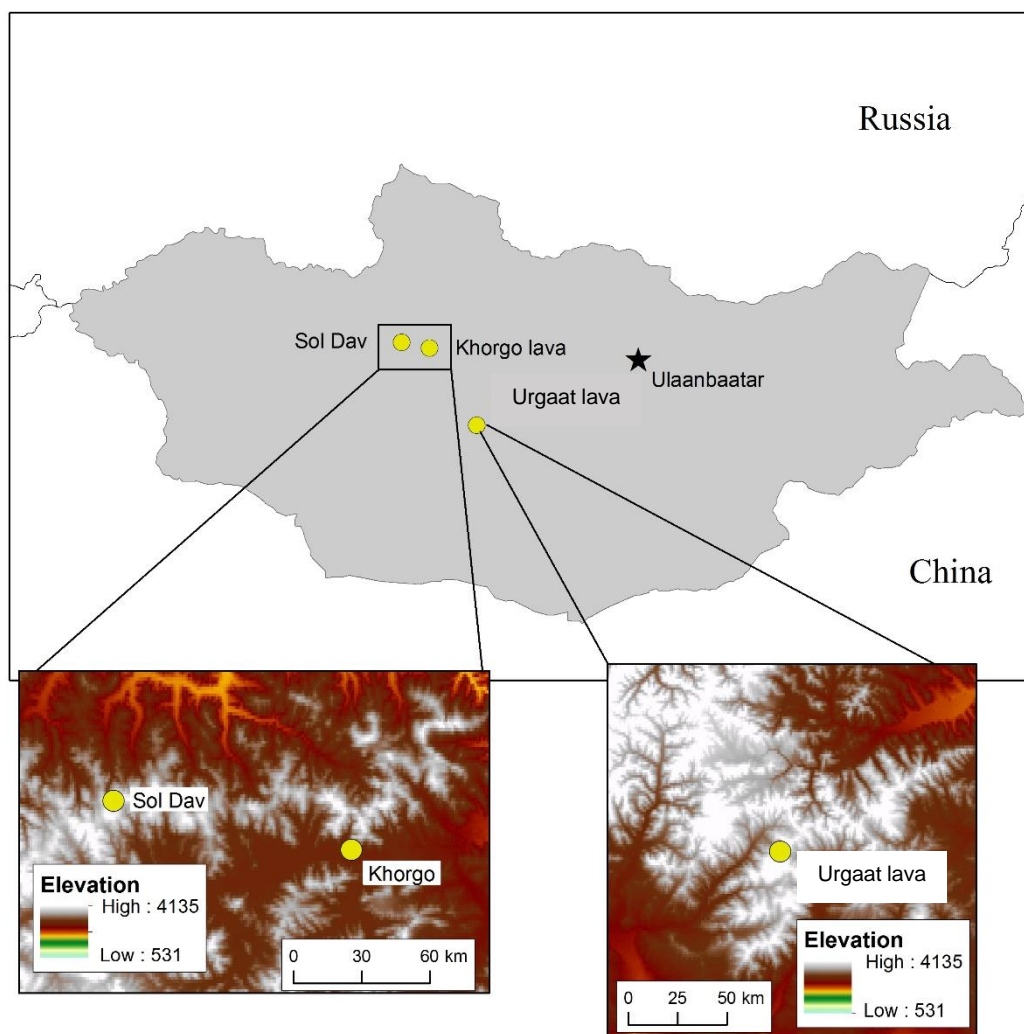 Russia
Sol Dav
Khorgo lava
Ulaanbaatar
Urgaat lava
China
Sol Dav
Khorgo
Elevation
High : 4135
Low : 531
0 30 60 km
Urgaat lava
Elevation
High : 4135
Low : 531
0 25 50 km